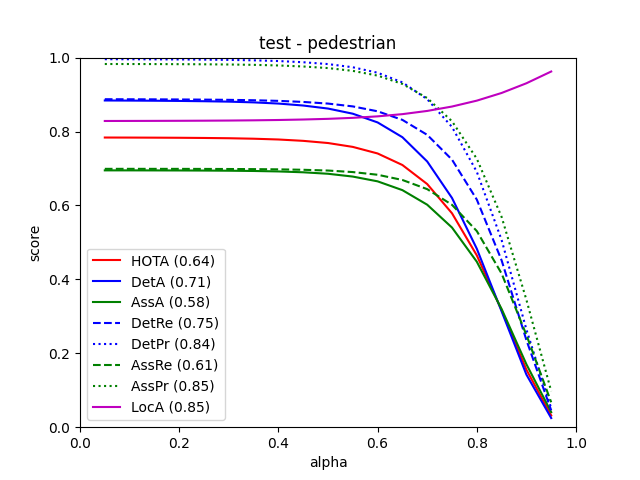 test - pedestrian
1.0
0.8
0.6
0.4
0.2
0.0
score
HOTA (0.64)
DetA (0.71)
AssA (0.58)
DetRe (0.75)
DetPr (0.84)
AssRe (0.61)
AssPr (0.85)
LocA (0.85)
0.0 0.2 0.4 0.6 0.8 1.0
alpha